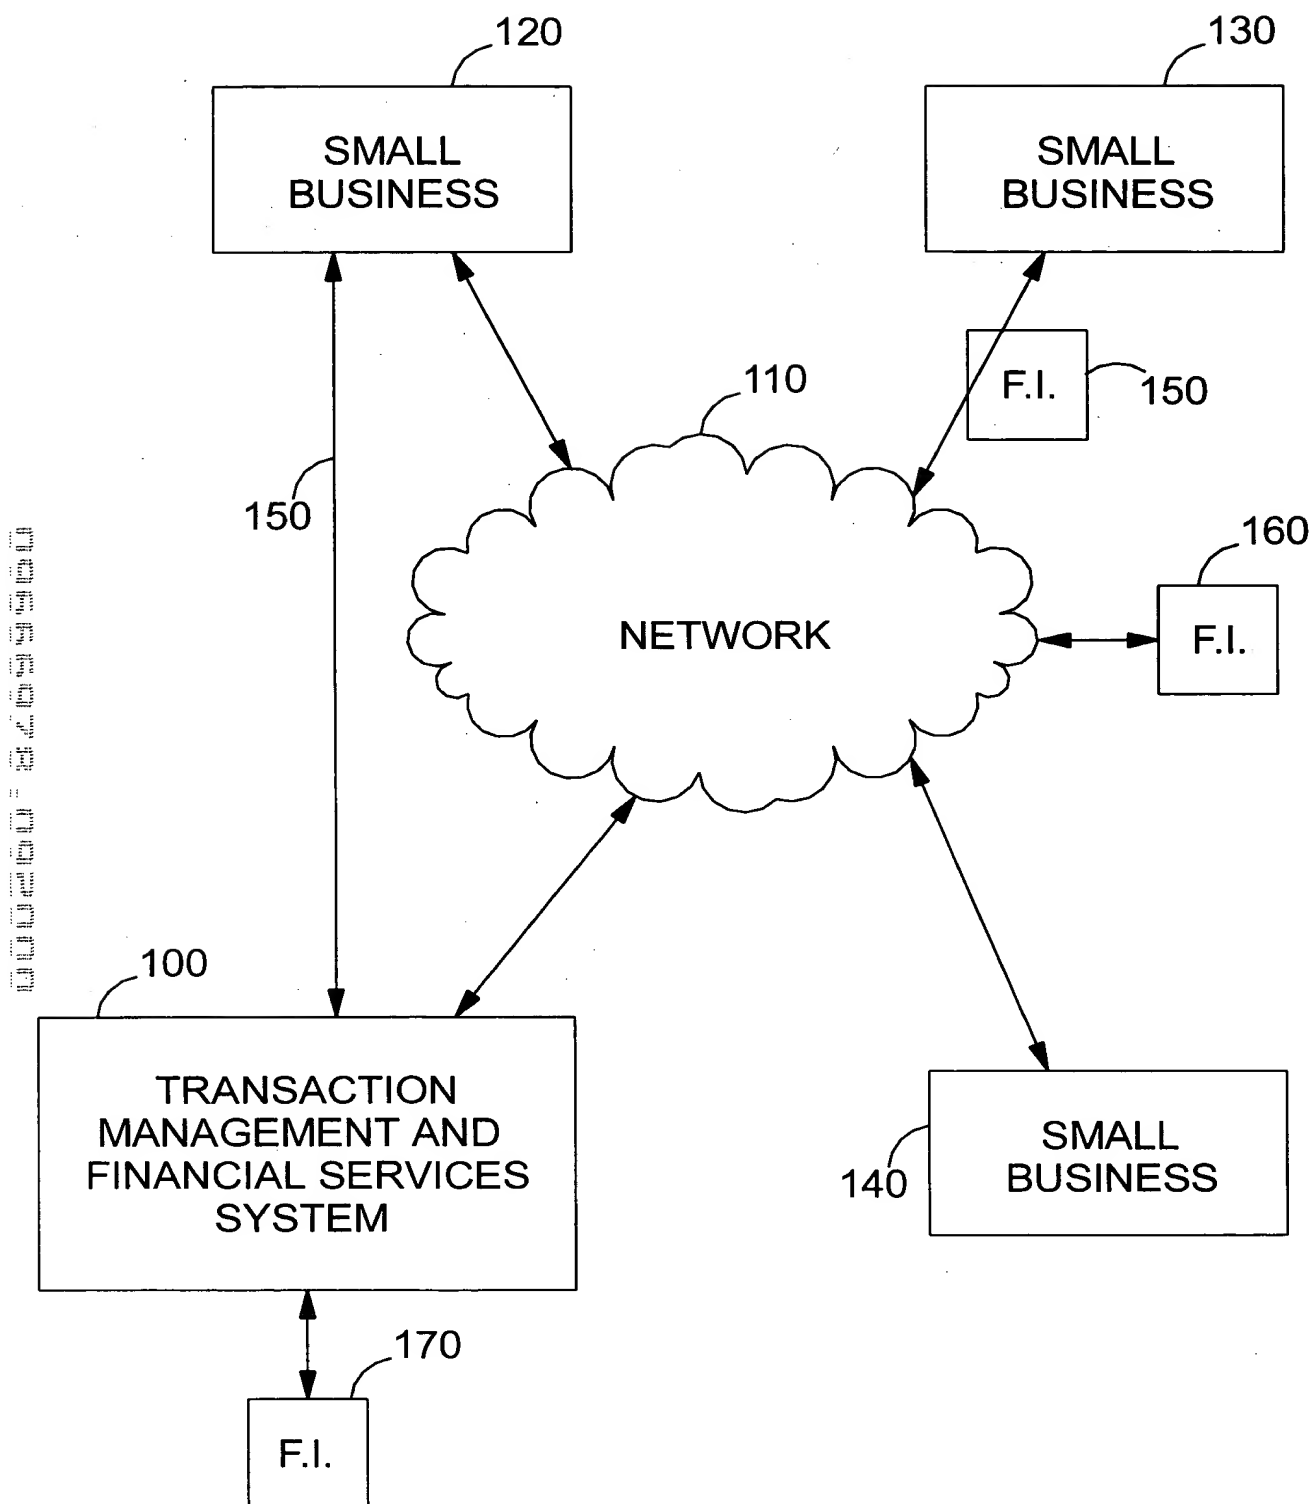 120
130
SMALL
BUSINESS
SMALL
BUSINESS
110
F.I.
150
150
160
NETWORK
F.I.
100
TRANSACTION
MANAGEMENT AND
FINANCIAL SERVICES
SYSTEM
SMALL
BUSINESS
140
170
F.I.